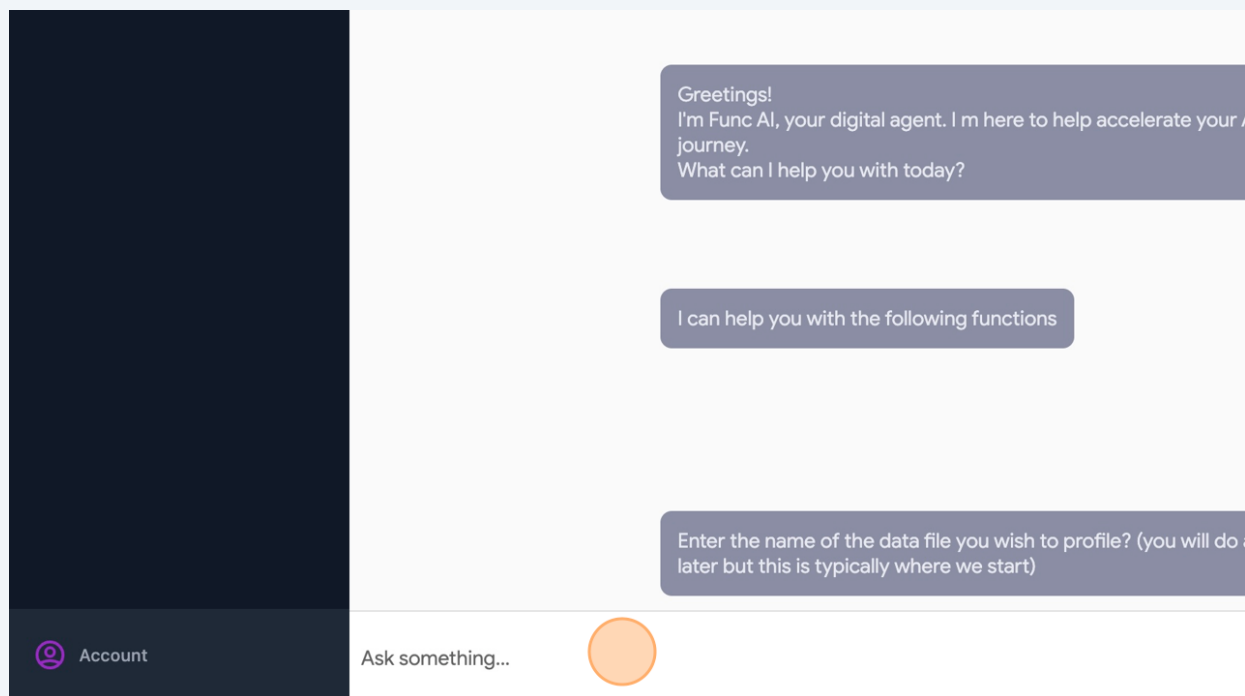 Greetings!
I'm Func AI, your digital agent. I m here to help accelerate your
journey.
What can I help you with today?
I can help you with the following functions
Enter the name of the data file you wish to profile? (you will do
later but this is typically where we start)
Account
Ask something...